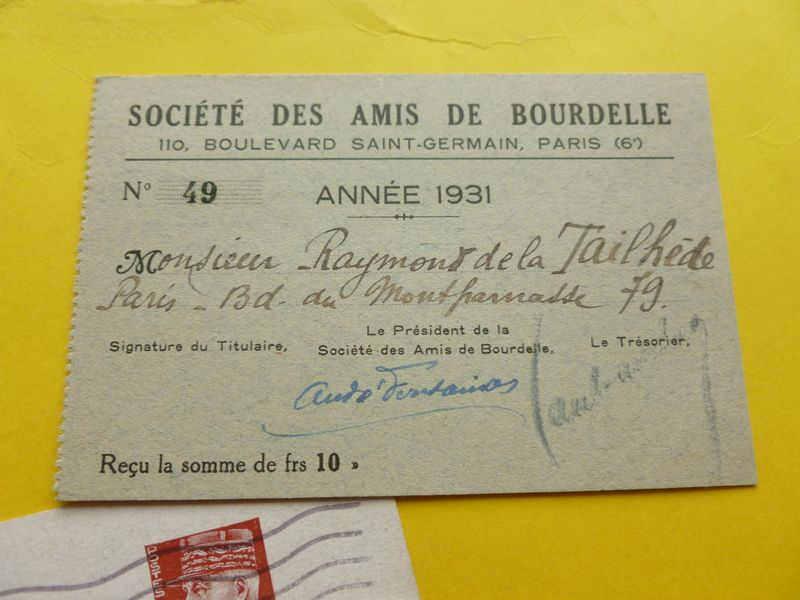 SOCIÉTÉ DES AMIS DE BOURDELLE
110, BOULEVARD SAINT-GERMAIN, PARIS (6e)
No 49 ANNÉE 1931
Monsieur Raymond de la Tailhède
Paris - Bd. du Montparnasse 79.
Signature du Titulaire, Le Président de la Société des Amis de Bourdelle, Le Trésorier,
André Fontainas
Reçu la somme de frs 10 »
POSTES